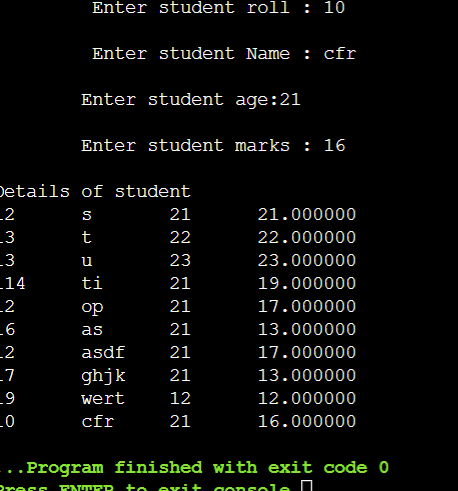 Enter student roll : 10
Enter student Name : cfr
Enter student age:21
Enter student marks : 16
Details of student
12 s 21 21.000000
13 t 22 22.000000
13 u 23 23.000000
114 ti 21 19.000000
12 op 21 17.000000
16 as 21 13.000000
12 asdf 21 17.000000
17 ghjk 21 13.000000
19 wert 12 12.000000
10 cfr 21 16.000000
...Program finished with exit code 0
Press ENTER to exit console.